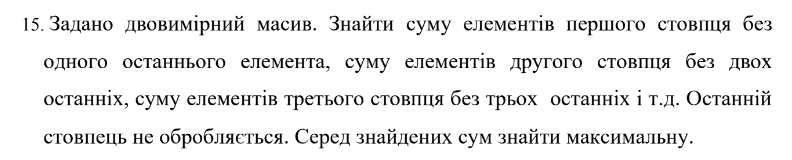 15. Задано двовимірний масив. Знайти суму елементів першого стовпця без
одного останнього елемента, суму елементів другого стовпця без двох
останніх, суму елементів третього стовпця без трьох останніх і т.д. Останній
стовпець не обробляється. Серед знайдених сум знайти максимальну.